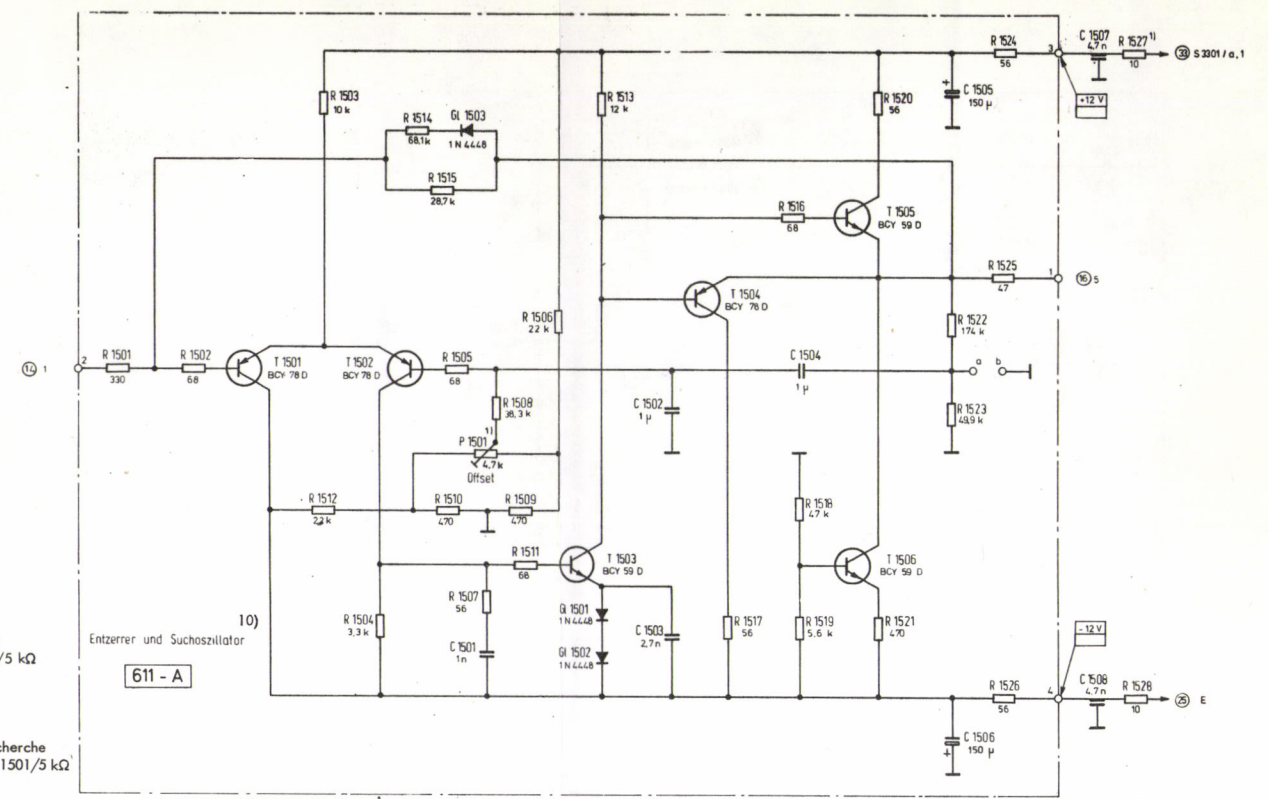 R 1524
56
3
C 1507
4,7 n
R 1527 1)
10
33 S 3301 / a, 1
+12 V
R 1503
10 k
R 1514
68,1k
Gl 1503
1 N 4448
R 1515
28,7 k
R 1513
12 k
R 1520
56
+
C 1505
150 µ
R 1516
68
T 1505
BCY 59 D
T 1504
BCY 78 D
R 1525
47
1
16 5
R 1506
22 k
R 1522
174 k
14 1
2
R 1501
330
R 1502
68
T 1501
BCY 78 D
T 1502
BCY 78 D
R 1505
68
C 1504
1 µ
a
b
R 1508
38,3 k
C 1502
1 µ
R 1523
49,9 k
1)
P 1501
4,7 k
Offset
R 1512
R 1510
470
R 1509
470
R 1518
47 k
R 1511
68
T 1503
BCY 59 D
T 1506
BCY 59 D
R 1507
56
Gl 1501
1 N 4448
C 1503
2,7 n
R 1504
3,3 k
C 1501
1 n
Gl 1502
1 N 4448
R 1517
56
R 1519
5,6 k
R 1521
470
10)
Entzerrer und Suchoszillator
611 - A
/5 kΩ
- 12 V
R 1526
56
4
C 1508
4,7 n
R 1528
10
25 E
cherche
1501/5 kΩ
C 1506
150 µ
+